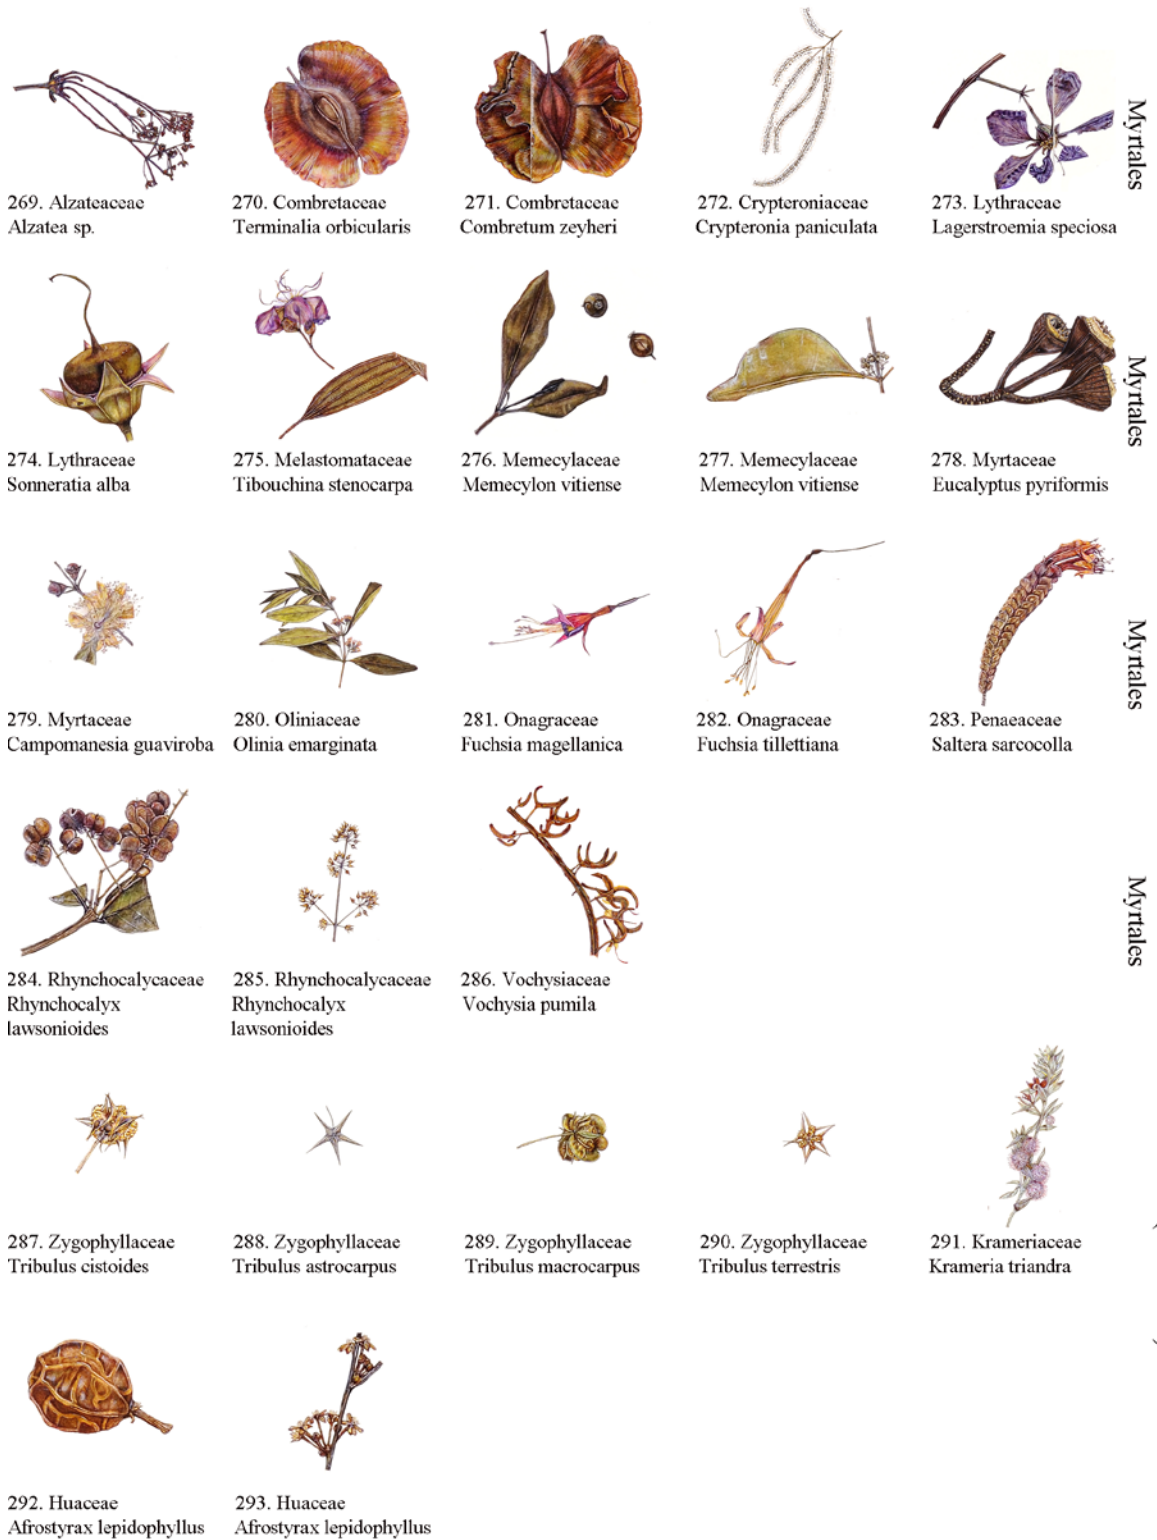 269. Alzateaceae
Alzatea sp.
270. Combretaceae
Terminalia orbicularis
271. Combretaceae
Combretum zeyheri
272. Crypteroniaceae
Crypteronia paniculata
273. Lythraceae
Lagerstroemia speciosa
Myrtales
274. Lythraceae
Sonneratia alba
275. Melastomataceae
Tibouchina stenocarpa
276. Memecylaceae
Memecylon vitiense
277. Memecylaceae
Memecylon vitiense
278. Myrtaceae
Eucalyptus pyriformis
Myrtales
279. Myrtaceae
Campomanesia guaviroba
280. Oliniaceae
Olinia emarginata
281. Onagraceae
Fuchsia magellanica
282. Onagraceae
Fuchsia tillettiana
283. Penaeaceae
Saltera sarcocolla
Myrtales
284. Rhynchocalycaceae
Rhynchocalyx
lawsonioides
285. Rhynchocalycaceae
Rhynchocalyx
lawsonioides
286. Vochysiaceae
Vochysia pumila
Myrtales
287. Zygophyllaceae
Tribulus cistoides
288. Zygophyllaceae
Tribulus astrocarpus
289. Zygophyllaceae
Tribulus macrocarpus
290. Zygophyllaceae
Tribulus terrestris
291. Krameriaceae
Krameria triandra
292. Huaceae
Afrostyrax lepidophyllus
293. Huaceae
Afrostyrax lepidophyllus